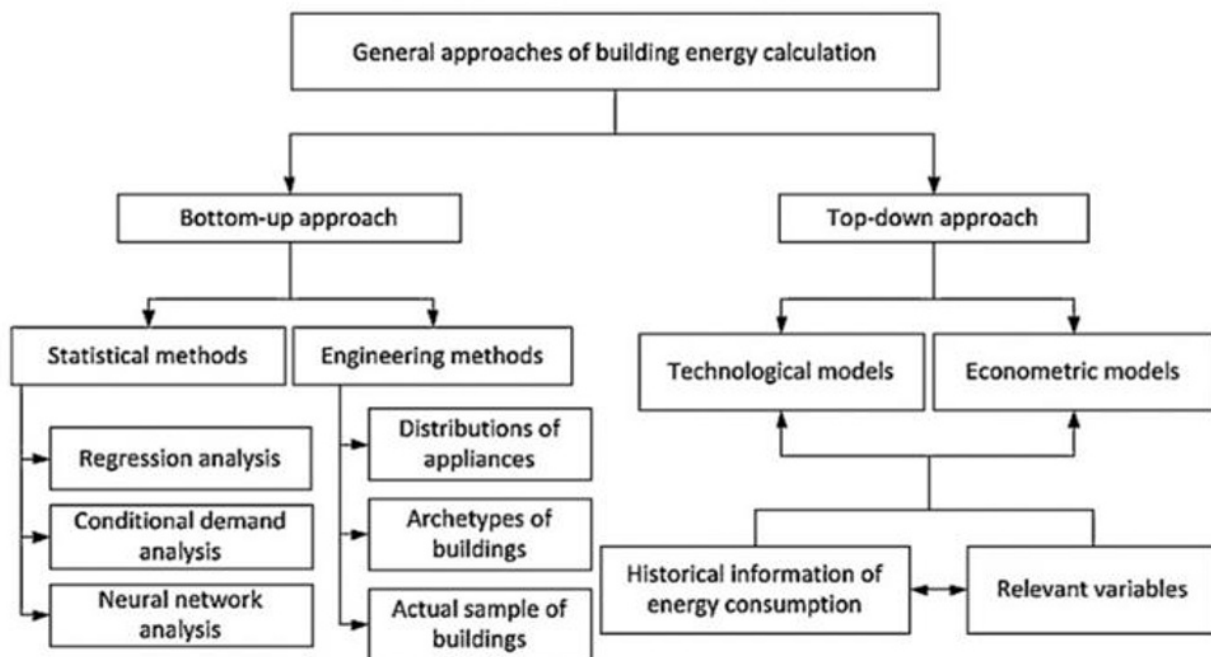 General approaches of building energy calculation
Bottom-up approach
Top-down approach
Statistical methods
Engineering methods
Technological models
Econometric models
Regression analysis
Conditional demand
analysis
Neural network
analysis
Distributions of
appliances
Archetypes of
buildings
Actual sample of
buildings
Historical information of
energy consumption
Relevant variables